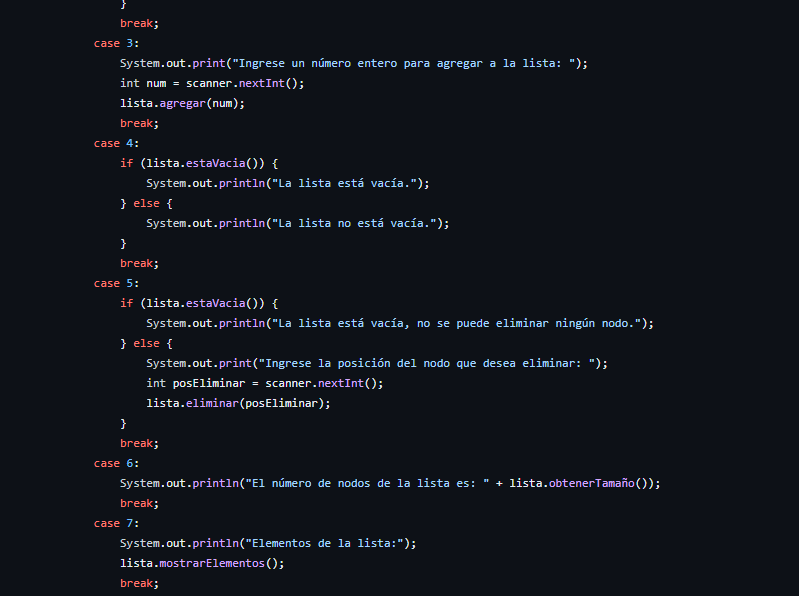 }
break;
case 3:
System.out.print("Ingrese un número entero para agregar a la lista: ");
int num = scanner.nextInt();
lista.agregar(num);
break;
case 4:
if (lista.estaVacia()) {
System.out.println("La lista está vacía.");
} else {
System.out.println("La lista no está vacía.");
}
break;
case 5:
if (lista.estaVacia()) {
System.out.println("La lista está vacía, no se puede eliminar ningún nodo.");
} else {
System.out.print("Ingrese la posición del nodo que desea eliminar: ");
int posEliminar = scanner.nextInt();
lista.eliminar(posEliminar);
}
break;
case 6:
System.out.println("El número de nodos de la lista es: " + lista.obtenerTamaño());
break;
case 7:
System.out.println("Elementos de la lista:");
lista.mostrarElementos();
break;